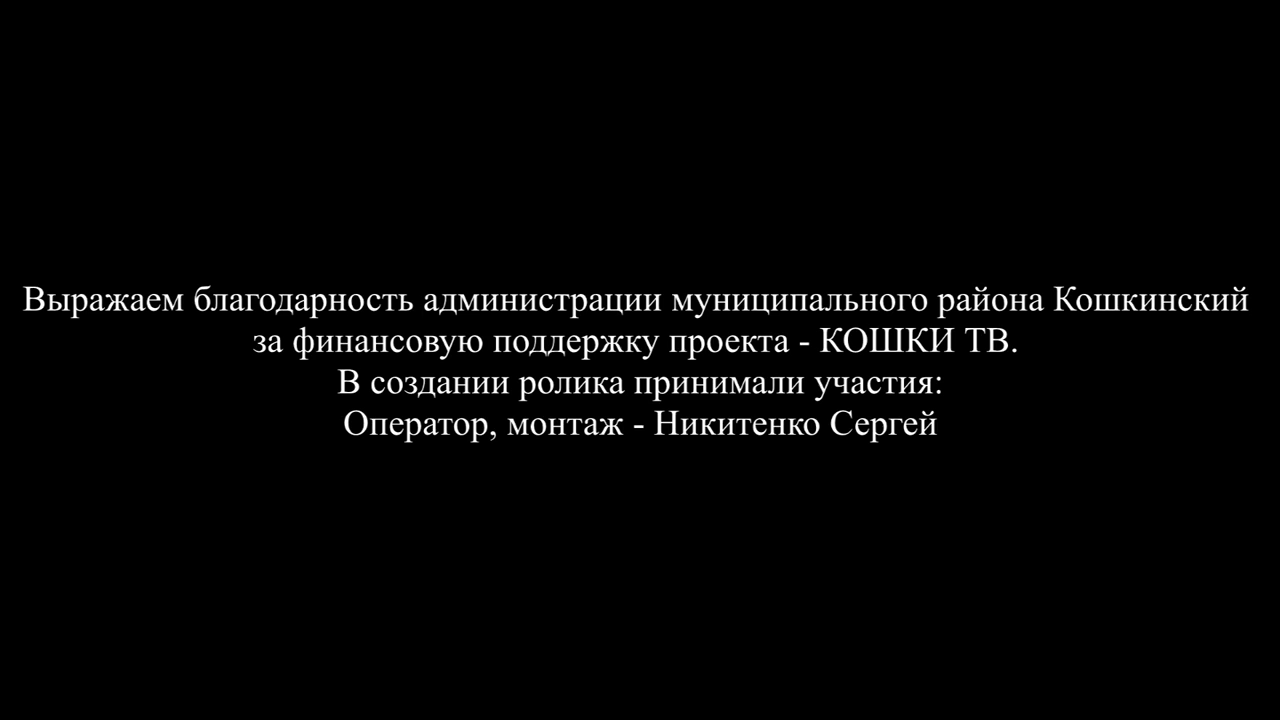 Выражаем благодарность администрации муниципального района Кошкинский
за финансовую поддержку проекта - КОШКИ ТВ.
В создании ролика принимали участия:
Оператор, монтаж - Никитенко Сергей